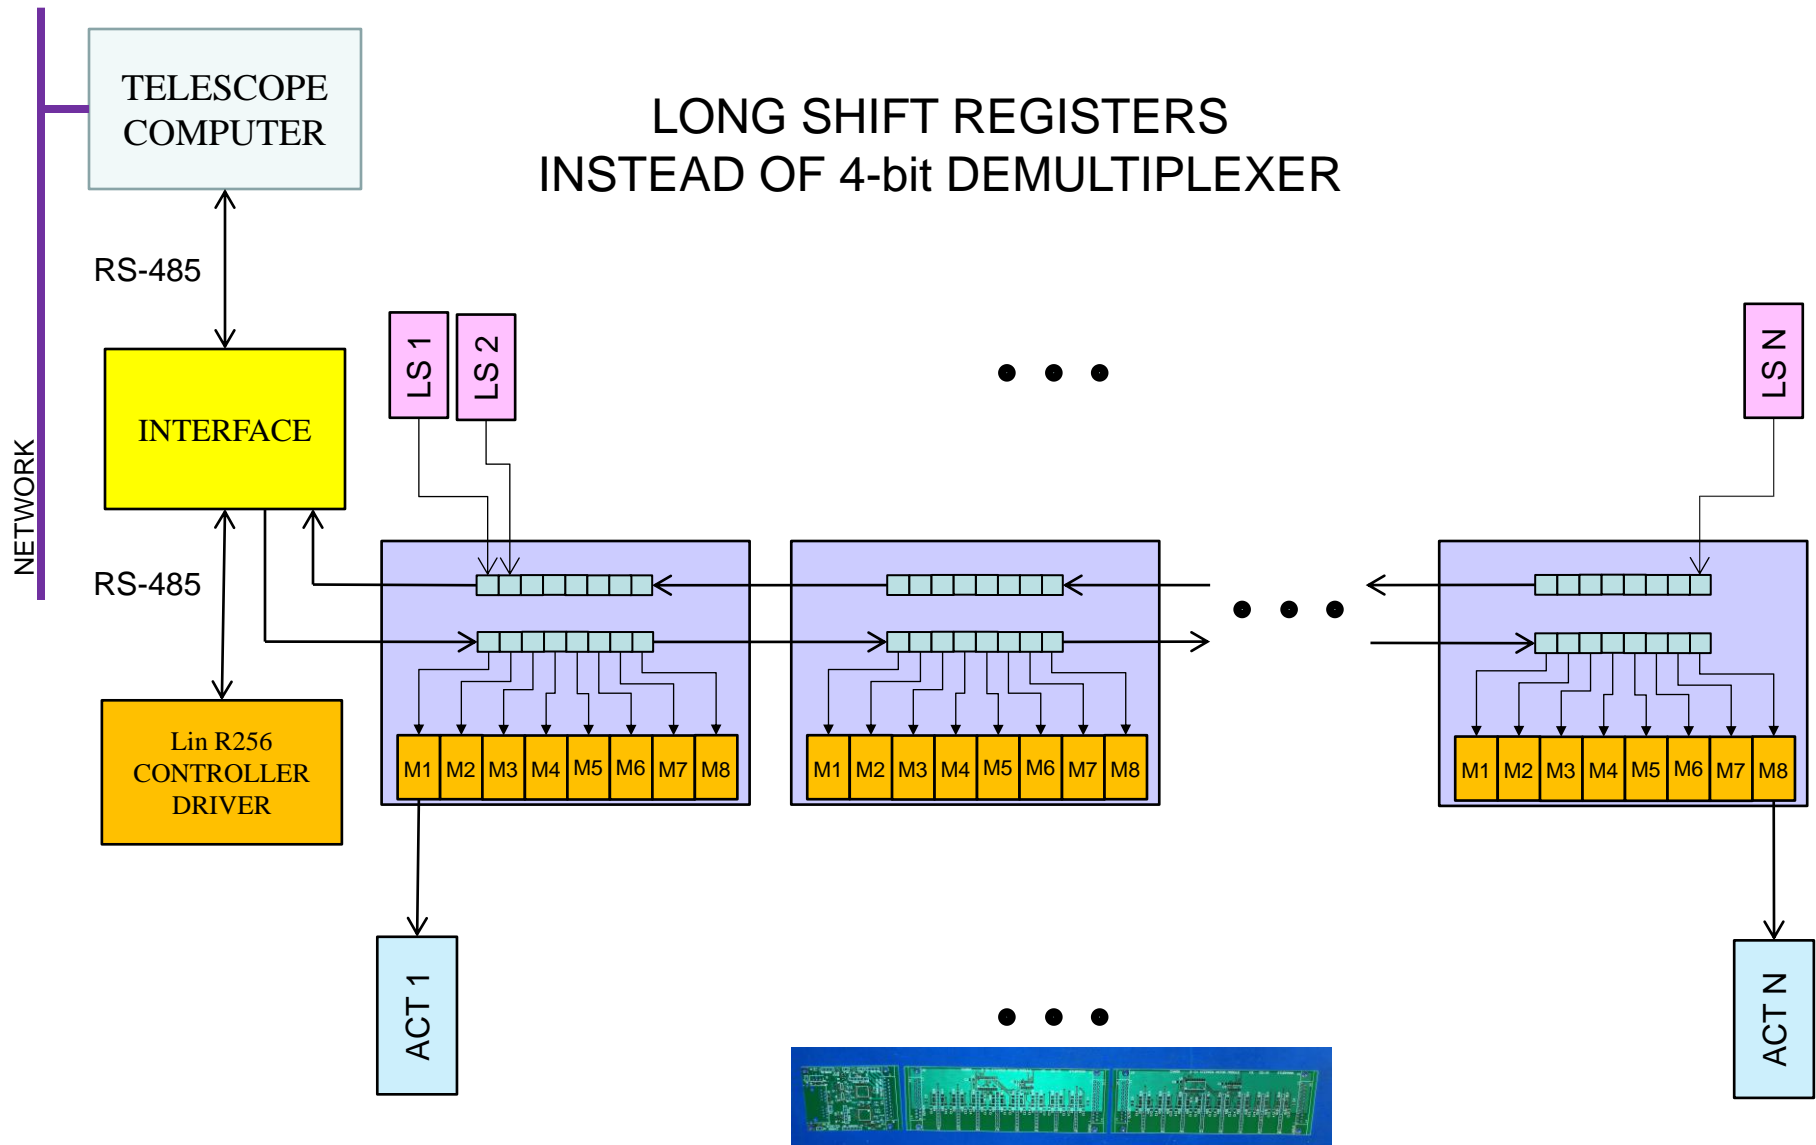 TELESCOPE
COMPUTER
LONG SHIFT REGISTERS
INSTEAD OF 4-bit DEMULTIPLEXER
RS-485
NETWORK
INTERFACE
LS 1
LS 2
LS N
RS-485
Lin R256
CONTROLLER
DRIVER
M1 M2 M3 M4 M5 M6 M7 M8
M1 M2 M3 M4 M5 M6 M7 M8
M1 M2 M3 M4 M5 M6 M7 M8
ACT 1
ACT N